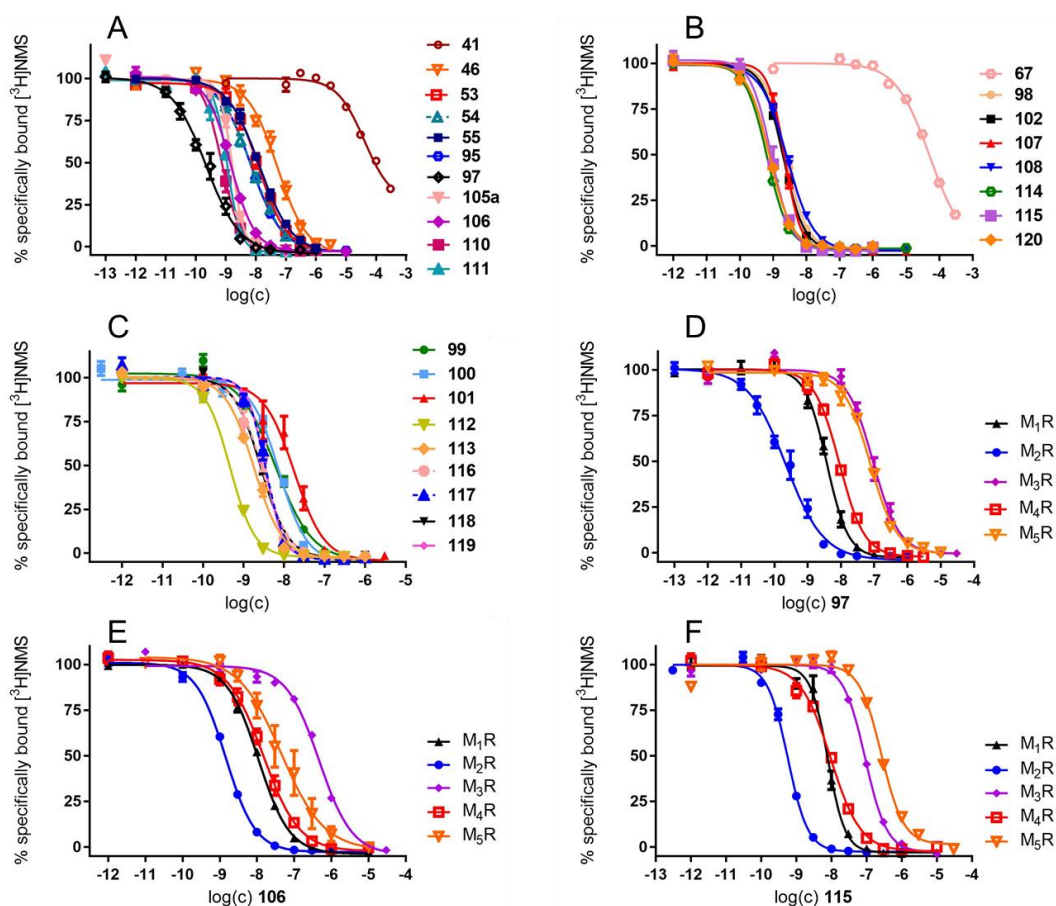 A
% specifically bound [³H]NMS
100
75
50
25
0
-13 -12 -11 -10 -9 -8 -7 -6 -5 -4 -3
log(c)
41
46
53
54
55
95
97
105a
106
110
111
B
% specifically bound [³H]NMS
100
75
50
25
0
-12 -11 -10 -9 -8 -7 -6 -5 -4 -3
log(c)
67
98
102
107
108
114
115
120
C
% specifically bound [³H]NMS
100
75
50
25
0
-12 -11 -10 -9 -8 -7 -6 -5
log(c)
99
100
101
112
113
116
117
118
119
D
% specifically bound [³H]NMS
100
75
50
25
0
-13 -12 -11 -10 -9 -8 -7 -6 -5 -4
log(c) 97
M₁R
M₂R
M₃R
M₄R
M₅R
E
% specifically bound [³H]NMS
100
75
50
25
0
-12 -11 -10 -9 -8 -7 -6 -5 -4
log(c) 106
M₁R
M₂R
M₃R
M₄R
M₅R
F
% specifically bound [³H]NMS
100
75
50
25
0
-13 -12 -11 -10 -9 -8 -7 -6 -5 -4
log(c) 115
M₁R
M₂R
M₃R
M₄R
M₅R